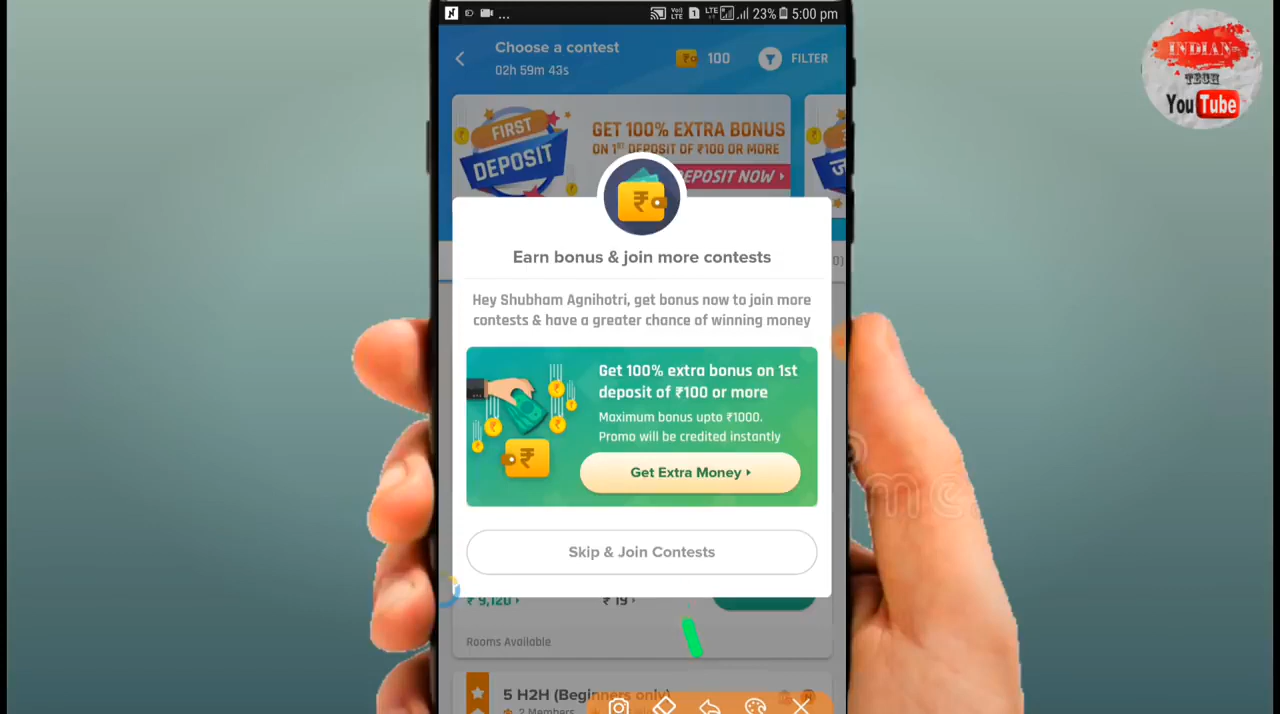 ... VoD LTE 1 LTE 23% 5:00 pm
INDIAN
TECH
YouTube
Choose a contest
02h 59m 43s
100
FILTER
FIRST
DEPOSIT
GET 100% EXTRA BONUS
ON 1ST DEPOSIT OF ₹100 OR MORE
DEPOSIT NOW
Earn bonus & join more contests
Hey Shubham Agnihotri, get bonus now to join more
contests & have a greater chance of winning money
Get 100% extra bonus on 1st
deposit of ₹100 or more
Maximum bonus upto ₹1000.
Promo will be credited instantly
Get Extra Money
Skip & Join Contests
₹ 9,120
₹ 19
Rooms Available
5 H2H (Beginners only)
2 Members